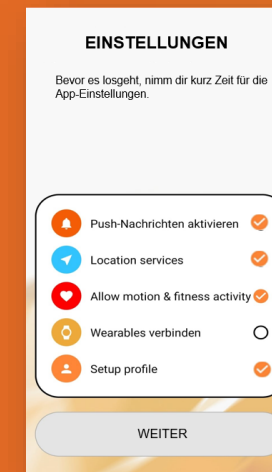 EINSTELLUNGEN
Bevor es losgeht, nimm dir kurz Zeit für die
App-Einstellungen.
Push-Nachrichten aktivieren
Location services
Allow motion & fitness activity
Wearables verbinden
Setup profile
WEITER